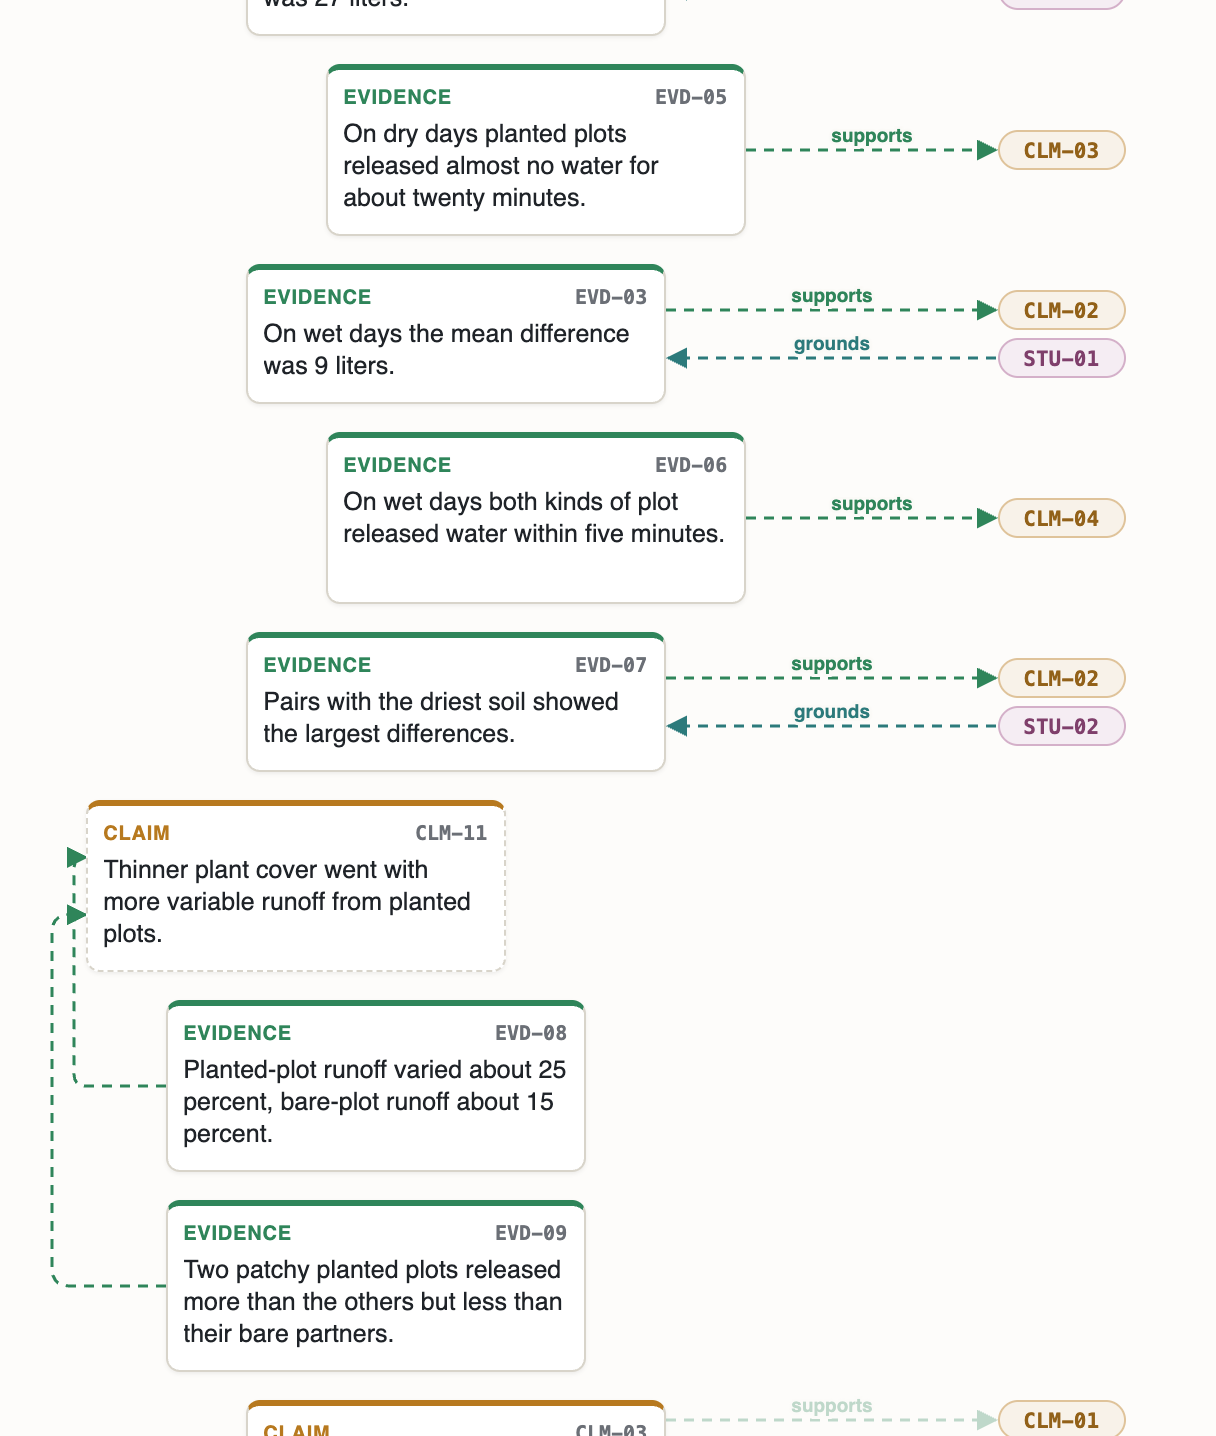 was 27 liters.
EVIDENCE EVD-05
On dry days planted plots
released almost no water for
about twenty minutes.
supports
CLM-03
EVIDENCE EVD-03
On wet days the mean difference
was 9 liters.
supports
CLM-02
grounds
STU-01
EVIDENCE EVD-06
On wet days both kinds of plot
released water within five minutes.
supports
CLM-04
EVIDENCE EVD-07
Pairs with the driest soil showed
the largest differences.
supports
CLM-02
grounds
STU-02
CLAIM CLM-11
Thinner plant cover went with
more variable runoff from planted
plots.
EVIDENCE EVD-08
Planted-plot runoff varied about 25
percent, bare-plot runoff about 15
percent.
EVIDENCE EVD-09
Two patchy planted plots released
more than the others but less than
their bare partners.
CLAIM CLM-03
supports
CLM-01